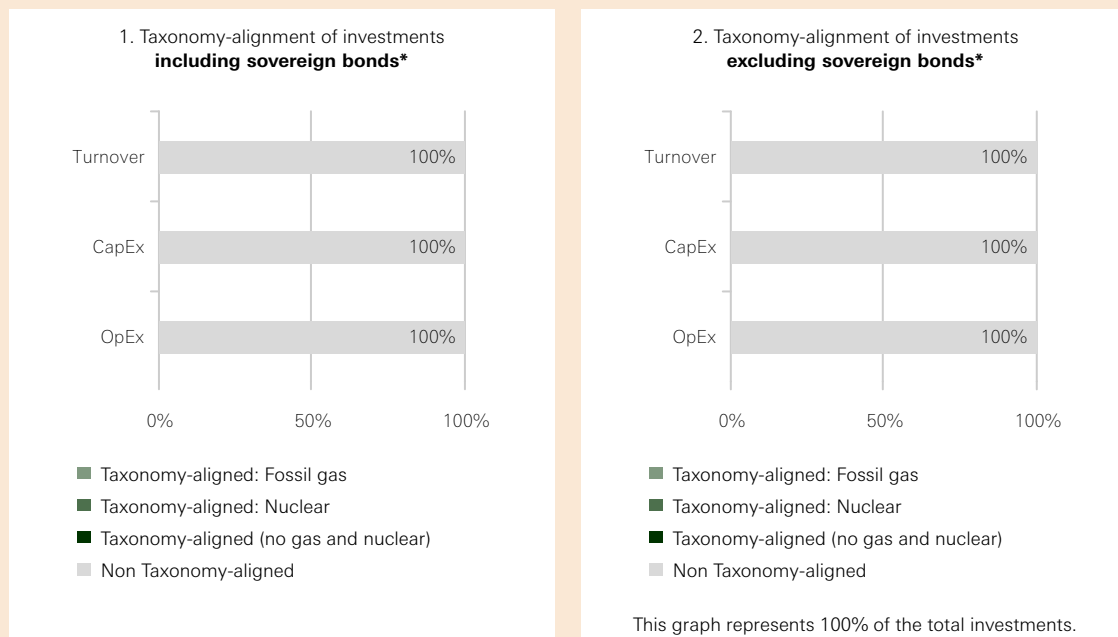 1. Taxonomy-alignment of investments
including sovereign bonds*
Turnover
100%
CapEx
100%
OpEx
100%
0%
50%
100%
Taxonomy-aligned: Fossil gas
Taxonomy-aligned: Nuclear
Taxonomy-aligned (no gas and nuclear)
Non Taxonomy-aligned
2. Taxonomy-alignment of investments
excluding sovereign bonds*
Turnover
100%
CapEx
100%
OpEx
100%
0%
50%
100%
Taxonomy-aligned: Fossil gas
Taxonomy-aligned: Nuclear
Taxonomy-aligned (no gas and nuclear)
Non Taxonomy-aligned
This graph represents 100% of the total investments.